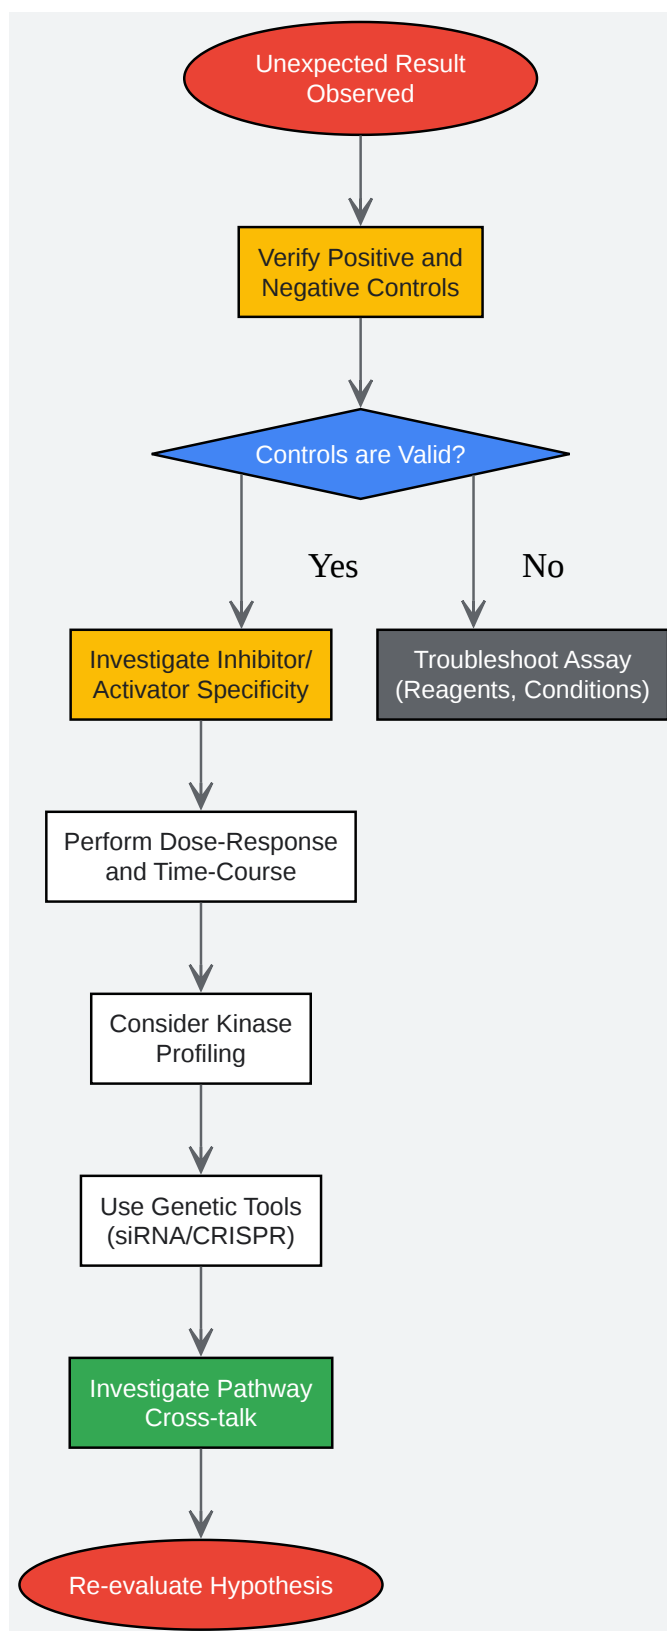 Unexpected Result
Observed
Verify Positive and
Negative Controls
Controls are Valid?
Yes
No
Investigate Inhibitor/
Activator Specificity
Troubleshoot Assay
(Reagents, Conditions)
Perform Dose-Response
and Time-Course
Consider Kinase
Profiling
Use Genetic Tools
(siRNA/CRISPR)
Investigate Pathway
Cross-talk
Re-evaluate Hypothesis